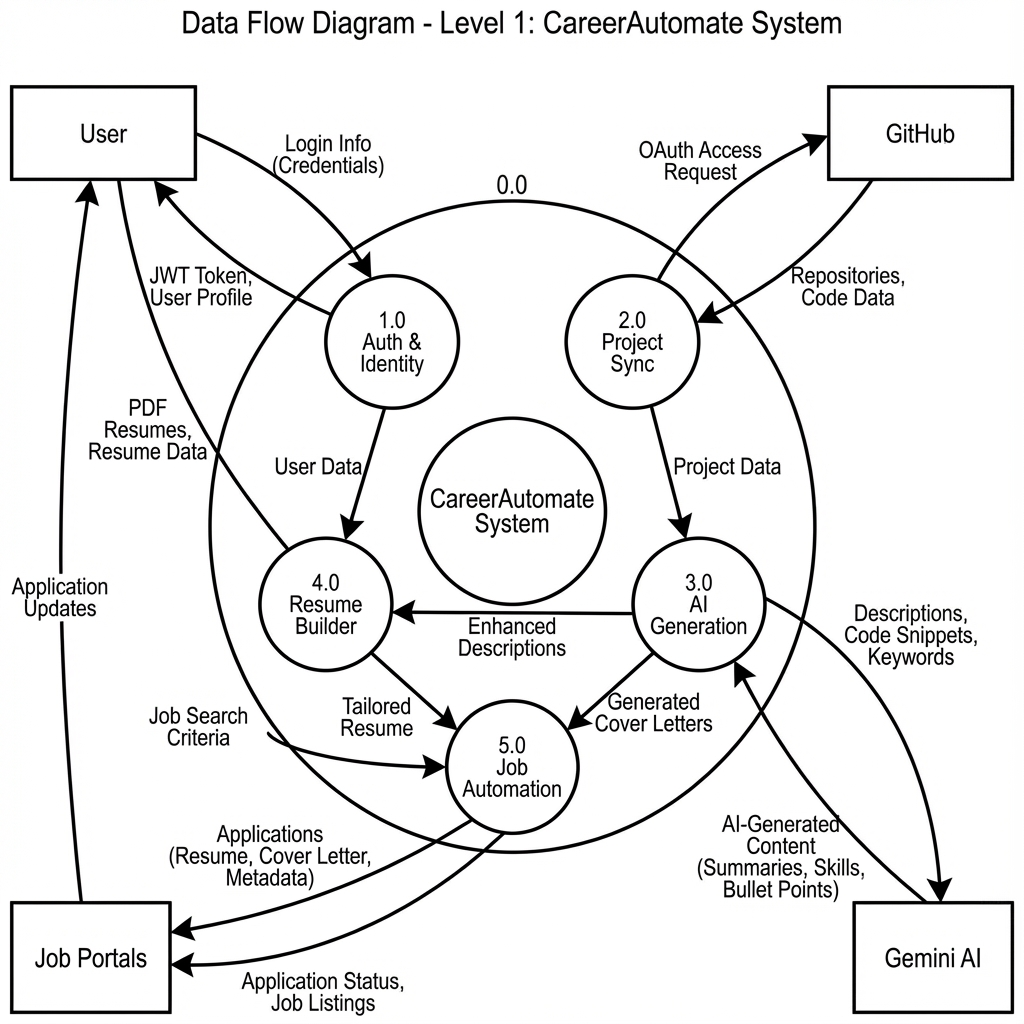 Data Flow Diagram - Level 1: CareerAutomate System
User
GitHub
Login Info
(Credentials)
OAuth Access
Request
0.0
JWT Token,
User Profile
Repositories,
Code Data
1.0
Auth &
Identity
2.0
Project
Sync
PDF
Resumes,
Resume Data
User Data
Project Data
CareerAutomate
System
4.0
Resume
Builder
3.0
AI
Generation
Application
Updates
Enhanced
Descriptions
Descriptions,
Code Snippets,
Keywords
Job Search
Criteria
Tailored
Resume
Generated
Cover Letters
5.0
Job
Automation
Applications
(Resume, Cover Letter,
Metadata)
AI-Generated
Content
(Summaries, Skills,
Bullet Points)
Job Portals
Application Status,
Job Listings
Gemini AI